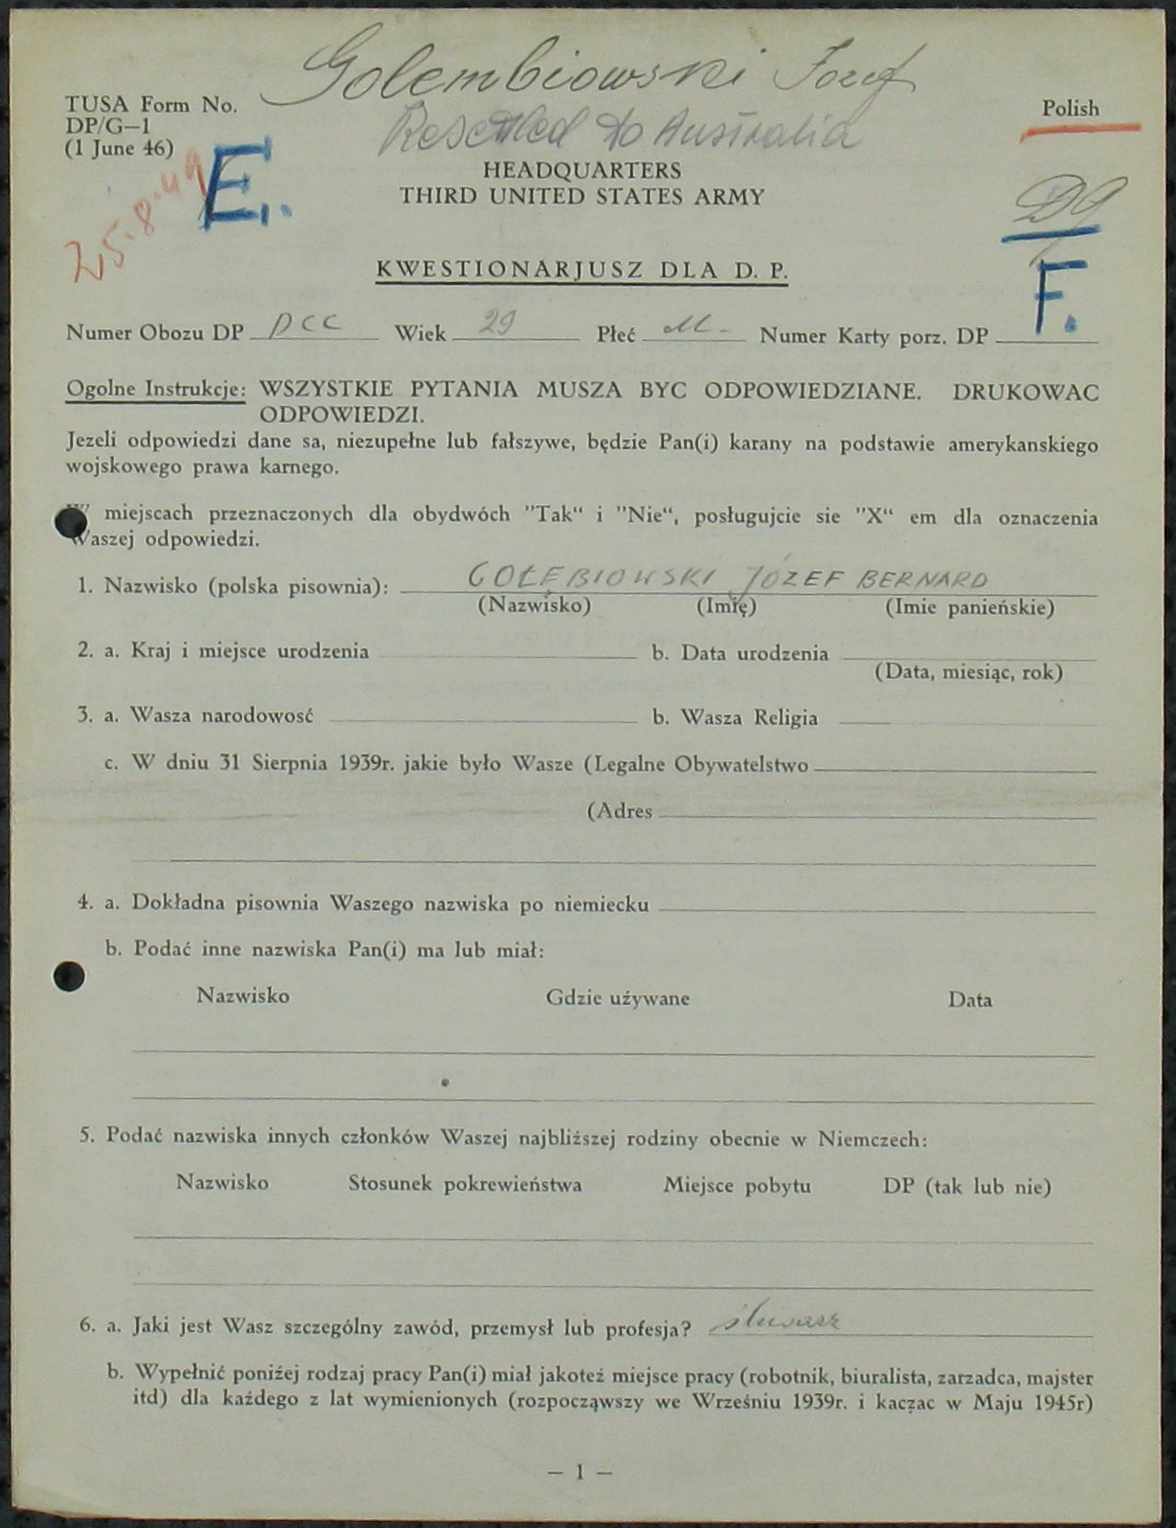 Golembiowski Jozef
TUSA Form No.
DP/G—1
(1 June 46)
Polish
Resettled to Australia
25.8.49
E.
HEADQUARTERS
THIRD UNITED STATES ARMY
F.
KWESTIONARJUSZ DLA D. P.
Numer Obozu DP DCC Wiek 29 Płeć M. Numer Karty porz. DP
Ogolne Instrukcje: WSZYSTKIE PYTANIA MUSZA BYC ODPOWIEDZIANE. DRUKOWAC
ODPOWIEDZI.
Jezeli odpowiedzi dane sa, niezupełne lub fałszywe, będzie Pan(i) karany na podstawie amerykanskiego
wojskowego prawa karnego.
W miejscach przeznaczonych dla obydwóch "Tak“ i "Nie“, posługujcie sie "X“ em dla oznaczenia
Waszej odpowiedzi.
1. Nazwisko (polska pisownia): GOŁĘBIOWSKI JÓZEF BERNARD
(Nazwisko) (Imię) (Imie panieńskie)
2. a. Kraj i miejsce urodzenia b. Data urodzenia
(Data, miesiąc, rok)
3. a. Wasza narodowosć b. Wasza Religia
c. W dniu 31 Sierpnia 1939r. jakie było Wasze (Legalne Obywatelstwo
(Adres
4. a. Dokładna pisownia Waszego nazwiska po niemiecku
b. Podać inne nazwiska Pan(i) ma lub miał:
Nazwisko Gdzie używane Data
5. Podać nazwiska innych członków Waszej najbliższej rodziny obecnie w Niemczech:
Nazwisko Stosunek pokrewieństwa Miejsce pobytu DP (tak lub nie)
6. a. Jaki jest Wasz szczególny zawód, przemysł lub profesja? ślusarz
b. Wypełnić poniżej rodzaj pracy Pan(i) miał jakoteż miejsce pracy (robotnik, biuralista, zarzadca, majster
itd) dla każdego z lat wymienionych (rozpocząwszy we Wrześniu 1939r. i kacząc w Maju 1945r)
— 1 —